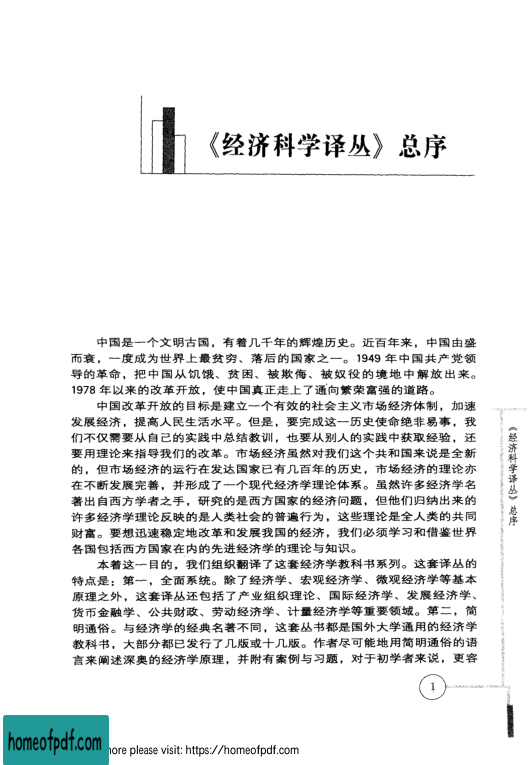 《经济科学译丛》总序
中国是一个文明古国，有着几千年的辉煌历史。近百年来，中国由盛
而衰，一度成为世界上最贫穷、落后的国家之一。1949 年中国共产党领
导的革命，把中国从饥饿、贫困、被欺侮、被奴役的境地中解放出来。
1978 年以来的改革开放，使中国真正走上了通向繁荣富强的道路。
中国改革开放的目标是建立一个有效的社会主义市场经济体制，加速
发展经济，提高人民生活水平。但是，要完成这一历史使命绝非易事，我
们不仅需要从自己的实践中总结教训，也要从别人的实践中获取经验，还
要用理论来指导我们的改革。市场经济虽然对我们这个共和国来说是全新
的，但市场经济的运行在发达国家已有几百年的历史，市场经济的理论亦
在不断发展完善，并形成了一个现代经济学理论体系。虽然许多经济学名
著出自西方学者之手，研究的是西方国家的经济问题，但他们归纳出来的
许多经济学理论反映的是人类社会的普遍行为，这些理论是全人类的共同
财富。要想迅速稳定地改革和发展我国的经济，我们必须学习和借鉴世界
各国包括西方国家在内的先进经济学的理论与知识。
本着这一目的，我们组织翻译了这套经济学教科书系列。这套译丛的
特点是：第一，全面系统。除了经济学、宏观经济学、微观经济学等基本
原理之外，这套译丛还包括了产业组织理论、国际经济学、发展经济学、
货币金融学、公共财政、劳动经济学、计量经济学等重要领域。第二，简
明通俗。与经济学的经典名著不同，这套丛书都是国外大学通用的经济学
教科书，大部分都已发行了几版或十几版。作者尽可能地用简明通俗的语
言来阐述深奥的经济学原理，并附有案例与习题，对于初学者来说，更容
《经济科学译丛》总序
1
homeofpdf.com
ore please visit: https://homeofpdf.com